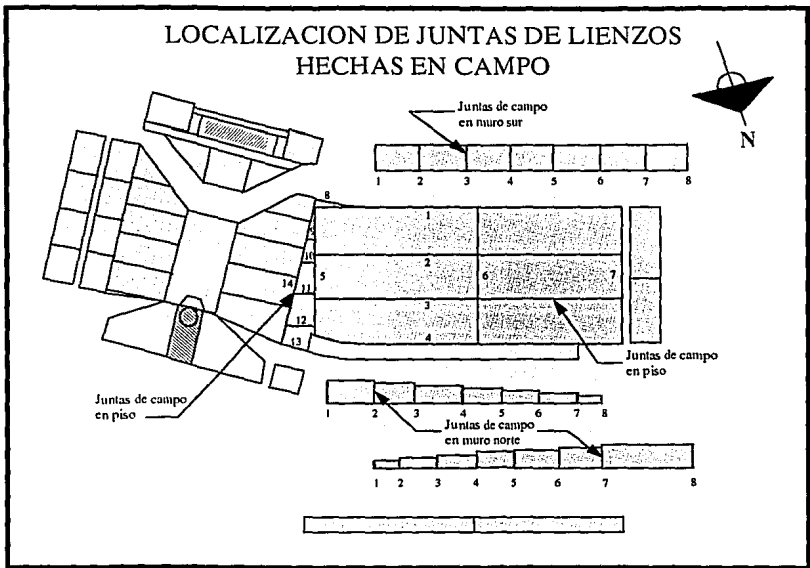 LOCALIZACION DE JUNTAS DE LIENZOS
HECHAS EN CAMPO
N
Juntas de campo
en muro sur
1 2 3 4 5 6 7 8
8
1
9
10
2
14 5 6 7
11
3
12
4
13
Juntas de campo
en piso
Juntas de campo
en piso
1 2 3 4 5 6 7 8
Juntas de campo
en muro norte
1 2 3 4 5 6 7 8